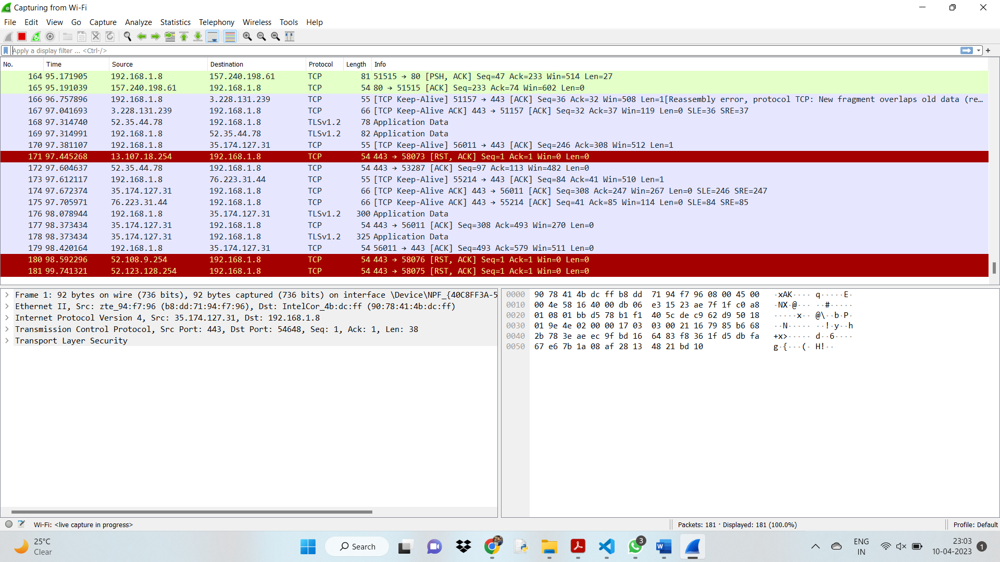 Capturing from Wi-Fi
File Edit View Go Capture Analyze Statistics Telephony Wireless Tools Help
Apply a display filter ... <Ctrl-/>
No. Time Source Destination Protocol Length Info
164 95.171905 192.168.1.8 157.240.198.61 TCP 81 51515 → 80 [PSH, ACK] Seq=47 Ack=233 Win=514 Len=27
165 95.191039 157.240.198.61 192.168.1.8 TCP 54 80 → 51515 [ACK] Seq=233 Ack=74 Win=602 Len=0
166 96.757896 192.168.1.8 3.228.131.239 TCP 55 [TCP Keep-Alive] 51157 → 443 [ACK] Seq=36 Ack=32 Win=508 Len=1[Reassembly error, protocol TCP: New fragment overlaps old data (re…
167 97.041693 3.228.131.239 192.168.1.8 TCP 66 [TCP Keep-Alive ACK] 443 → 51157 [ACK] Seq=32 Ack=37 Win=119 Len=0 SLE=36 SRE=37
168 97.314740 52.35.44.78 192.168.1.8 TLSv1.2 78 Application Data
169 97.314991 192.168.1.8 52.35.44.78 TLSv1.2 82 Application Data
170 97.381107 192.168.1.8 35.174.127.31 TCP 55 [TCP Keep-Alive] 56011 → 443 [ACK] Seq=246 Ack=308 Win=512 Len=1
171 97.445268 13.107.18.254 192.168.1.8 TCP 54 443 → 58073 [RST, ACK] Seq=1 Ack=1 Win=0 Len=0
172 97.604637 52.35.44.78 192.168.1.8 TCP 54 443 → 53287 [ACK] Seq=97 Ack=113 Win=482 Len=0
173 97.612117 192.168.1.8 76.223.31.44 TCP 55 [TCP Keep-Alive] 55214 → 443 [ACK] Seq=84 Ack=41 Win=510 Len=1
174 97.672374 35.174.127.31 192.168.1.8 TCP 66 [TCP Keep-Alive ACK] 443 → 56011 [ACK] Seq=308 Ack=247 Win=267 Len=0 SLE=246 SRE=247
175 97.705971 76.223.31.44 192.168.1.8 TCP 66 [TCP Keep-Alive ACK] 443 → 55214 [ACK] Seq=41 Ack=85 Win=114 Len=0 SLE=84 SRE=85
176 98.078944 192.168.1.8 35.174.127.31 TLSv1.2 300 Application Data
177 98.373434 35.174.127.31 192.168.1.8 TCP 54 443 → 56011 [ACK] Seq=308 Ack=493 Win=270 Len=0
178 98.373434 35.174.127.31 192.168.1.8 TLSv1.2 325 Application Data
179 98.420164 192.168.1.8 35.174.127.31 TCP 54 56011 → 443 [ACK] Seq=493 Ack=579 Win=511 Len=0
180 98.592296 52.108.9.254 192.168.1.8 TCP 54 443 → 58076 [RST, ACK] Seq=1 Ack=1 Win=0 Len=0
181 99.741321 52.123.128.254 192.168.1.8 TCP 54 443 → 58075 [RST, ACK] Seq=1 Ack=1 Win=0 Len=0
Frame 1: 92 bytes on wire (736 bits), 92 bytes captured (736 bits) on interface \Device\NPF_{40C8FF3A-5
Ethernet II, Src: zte_94:f7:96 (b8:dd:71:94:f7:96), Dst: IntelCor_4b:dc:ff (90:78:41:4b:dc:ff)
Internet Protocol Version 4, Src: 35.174.127.31, Dst: 192.168.1.8
Transmission Control Protocol, Src Port: 443, Dst Port: 54648, Seq: 1, Ack: 1, Len: 38
Transport Layer Security
0000 90 78 41 4b dc ff b8 dd 71 94 f7 96 08 00 45 00 ·xAK···· q·····E·
0010 00 4e 58 16 40 00 db 06 e3 15 23 ae 7f 1f c0 a8 ·NX·@··· ··#·····
0020 01 08 01 bb d5 78 b1 f1 40 5c de c9 62 d9 50 18 ·····x·· @\··b·P·
0030 01 9e 4e 02 00 00 17 03 03 00 21 16 79 85 b6 68 ··N····· ··!·y··h
0040 2b 78 3e ae ec 9f bd 16 64 83 f8 36 1f d5 db fa +x>····· d··6····
0050 67 e6 7b 1a 08 af 28 13 48 21 bd 10 g·{···(· H!··
Wi-Fi: <live capture in progress>
Packets: 181 · Displayed: 181 (100.0%)
Profile: Default
25°C
Clear
Search
3
ENG
IN
23:03
10-04-2023
1